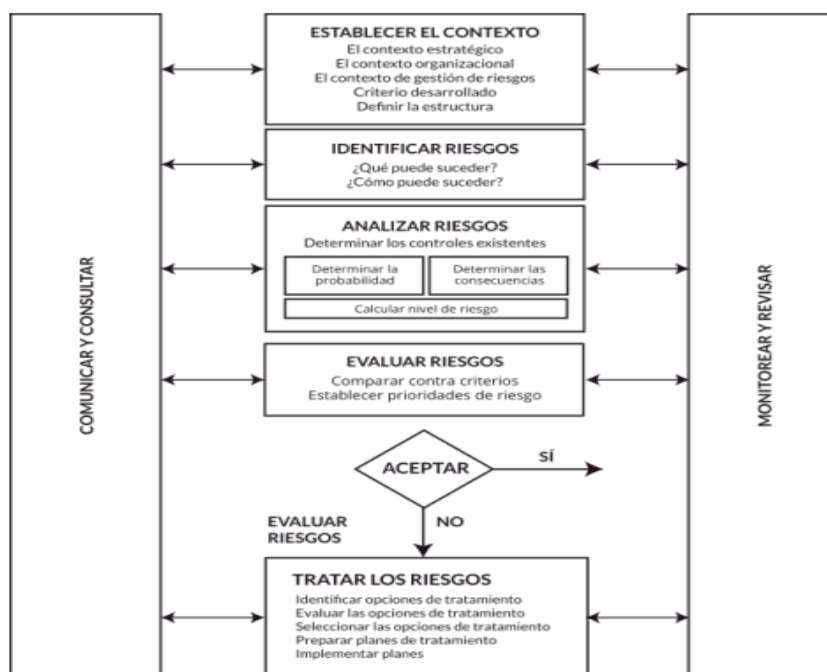 COMUNICAR Y CONSULTAR
ESTABLECER EL CONTEXTO
El contexto estratégico
El contexto organizacional
El contexto de gestión de riesgos
Criterio desarrollado
Definir la estructura
IDENTIFICAR RIESGOS
¿Qué puede suceder?
¿Cómo puede suceder?
ANALIZAR RIESGOS
Determinar los controles existentes
Determinar la
probabilidad
Determinar las
consecuencias
Calcular nivel de riesgo
EVALUAR RIESGOS
Comparar contra criterios
Establecer prioridades de riesgo
ACEPTAR
SÍ
NO
EVALUAR
RIESGOS
TRATAR LOS RIESGOS
Identificar opciones de tratamiento
Evaluar las opciones de tratamiento
Seleccionar las opciones de tratamiento
Preparar planes de tratamiento
Implementar planes
MONITOREAR Y REVISAR